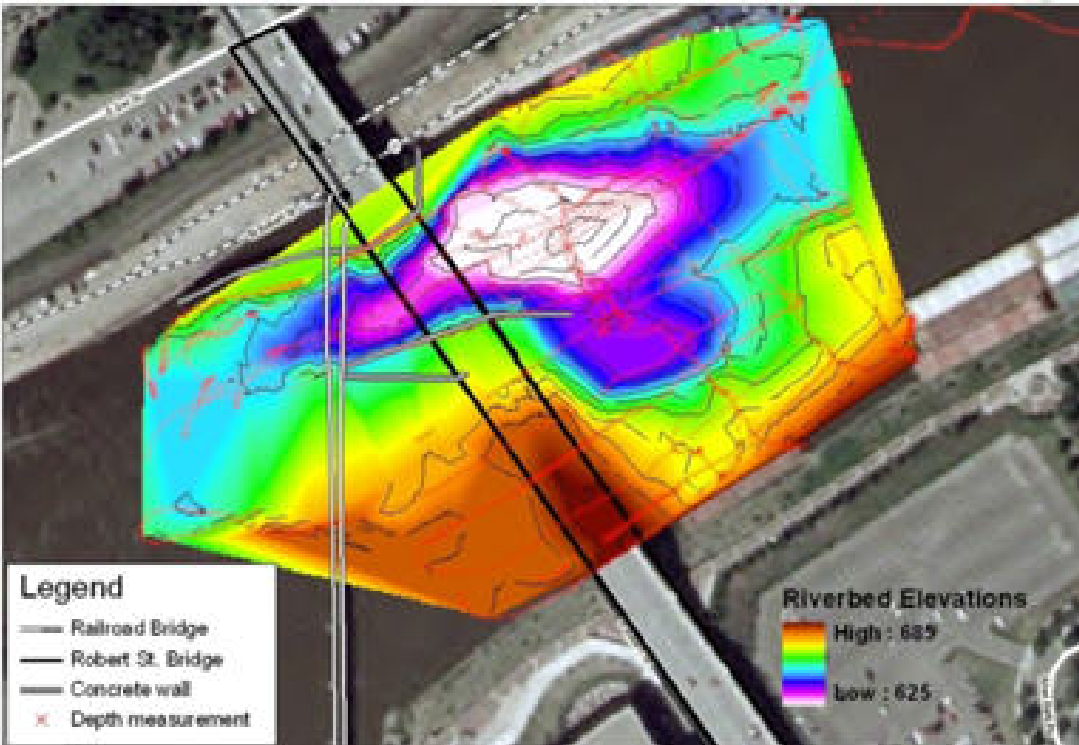 Legend
Railroad Bridge
Robert St. Bridge
Concrete wall
Depth measurement
Riverbed Elevations
High : 689
Low : 625